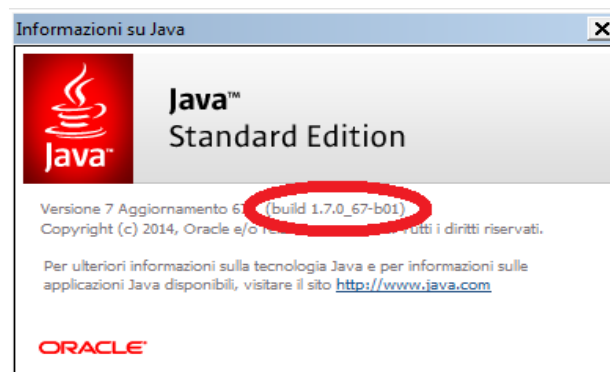 Informazioni su Java
Java™
Standard Edition
Java™
Versione 7 Aggiornamento (build 1.7.0_67-b01)
Copyright (c) 2014, Oracle e/o tutti i diritti riservati.
Per ulteriori informazioni sulla tecnologia Java e per informazioni sulle
applicazioni Java disponibili, visitare il sito http://www.java.com
ORACLE®